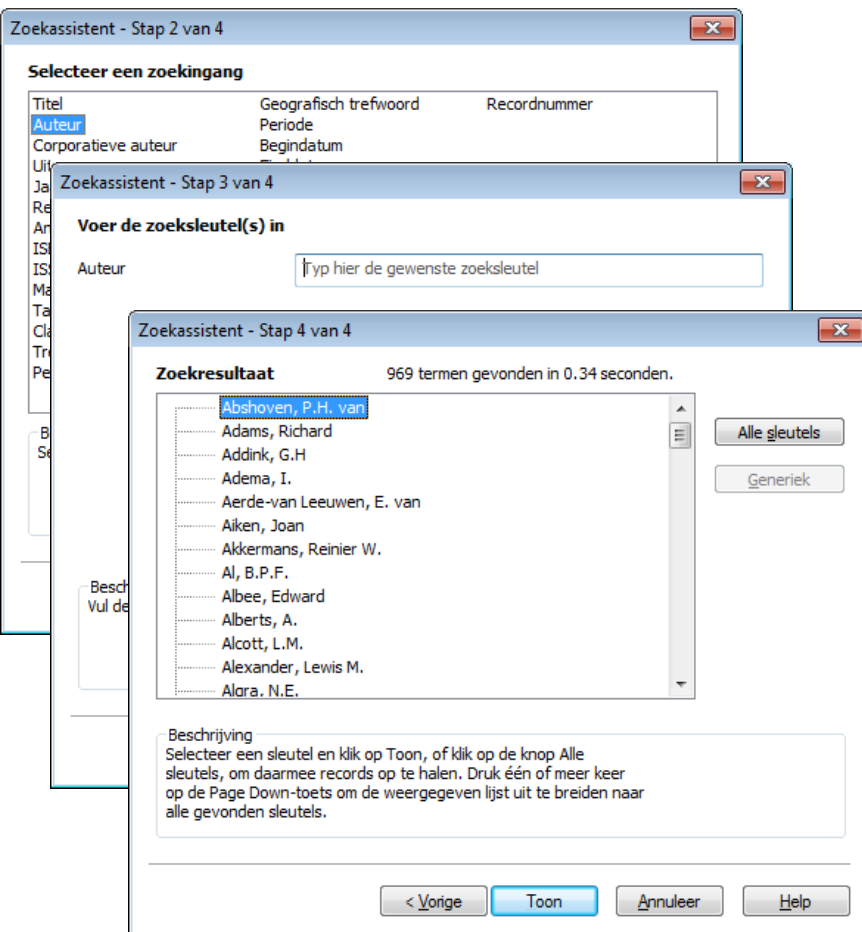 Zoekassistent - Stap 2 van 4
Selecteer een zoekingang
Titel Geografisch trefwoord Recordnummer
Auteur Periode
Corporatieve auteur Begindatum
Zoekassistent - Stap 3 van 4
Voer de zoeksleutel(s) in
Auteur Typ hier de gewenste zoeksleutel
Zoekassistent - Stap 4 van 4
Zoekresultaat 969 termen gevonden in 0.34 seconden.
Abshoven, P.H. van
Adams, Richard
Addink, G.H
Adema, I.
Aerde-van Leeuwen, E. van
Aiken, Joan
Akkermans, Reinier W.
Al, B.P.F.
Albee, Edward
Alberts, A.
Alcott, L.M.
Alexander, Lewis M.
Algra, N.E.
Alle sleutels
Generiek
Beschrijving
Selecteer een sleutel en klik op Toon, of klik op de knop Alle
sleutels, om daarmee records op te halen. Druk één of meer keer
op de Page Down-toets om de weergegeven lijst uit te breiden naar
alle gevonden sleutels.
< Vorige Toon Annuleer Help